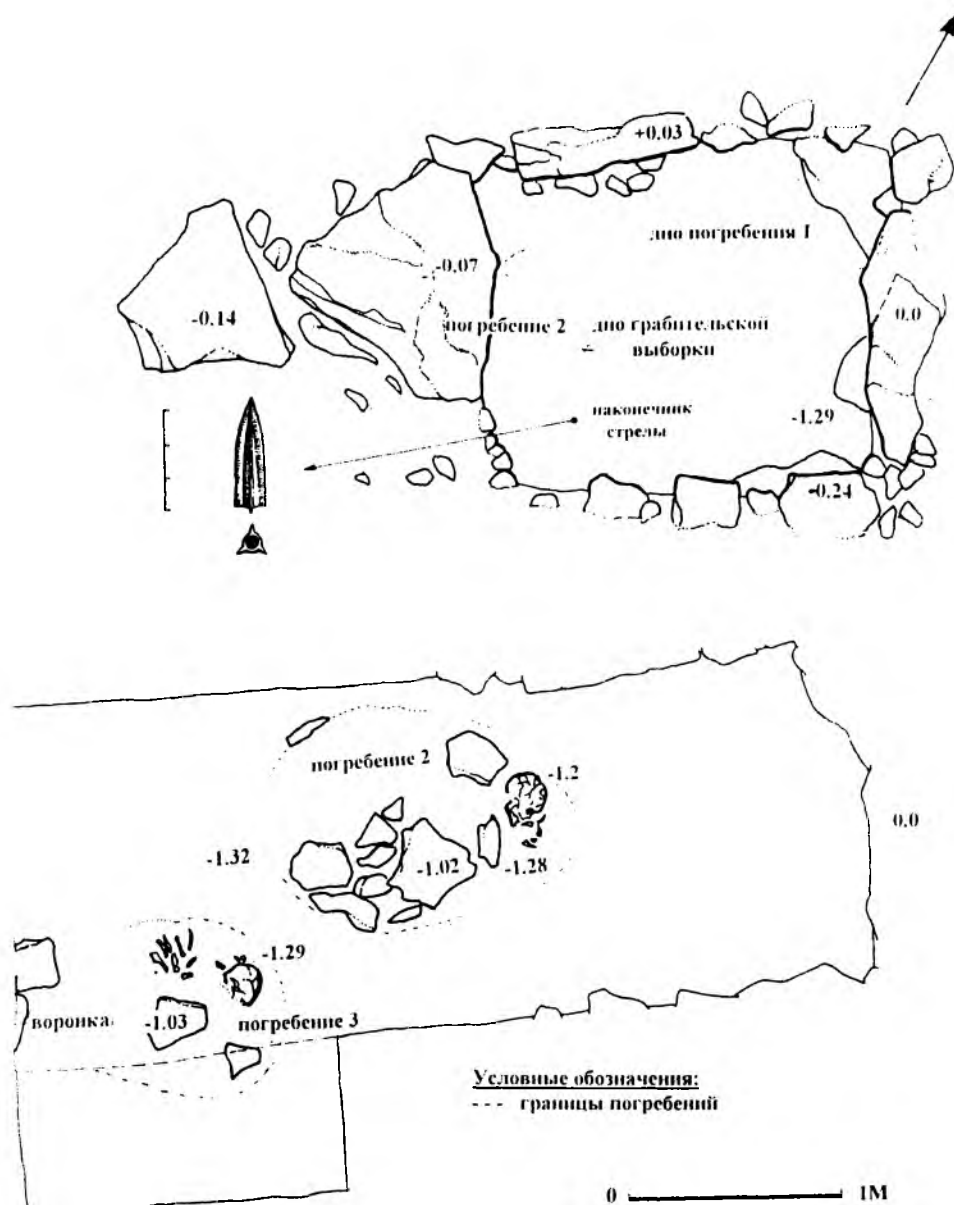 +0.03
дно погребения 1
-0.07
-0.14
0.0
погребение 2
дно грабительской
выборки
наконечник
стрелы
-1.29
-0.24
погребение 2
-1.2
0.0
-1.32
-1.02
-1.28
-1.29
воронка
-1.03
погребение 3
Условные обозначения:
--- границы погребений
0 1М